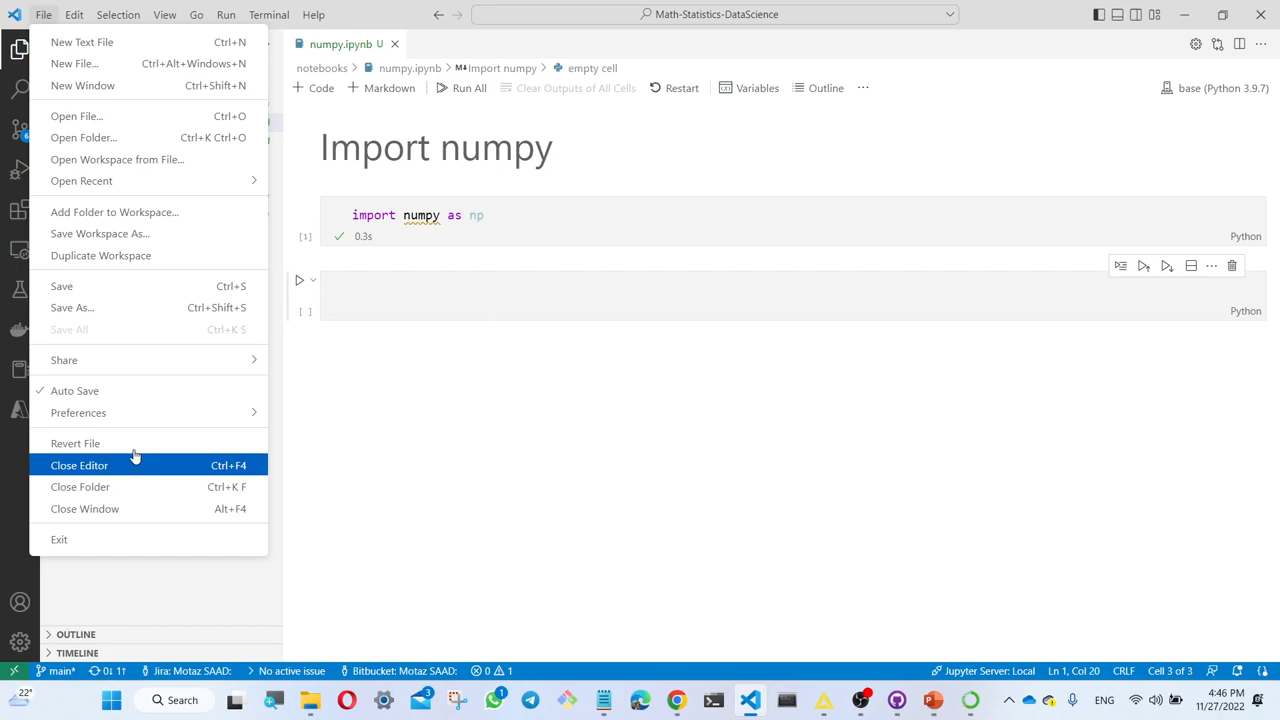 File Edit Selection View Go Run Terminal Help
Math-Statistics-DataScience
New Text File Ctrl+N
New File... Ctrl+Alt+Windows+N
New Window Ctrl+Shift+N
Open File... Ctrl+O
Open Folder... Ctrl+K Ctrl+O
Open Workspace from File...
Open Recent
Add Folder to Workspace...
Save Workspace As...
Duplicate Workspace
Save Ctrl+S
Save As... Ctrl+Shift+S
Save All Ctrl+K S
Share
Auto Save
Preferences
Revert File
Close Editor Ctrl+F4
Close Folder Ctrl+K F
Close Window Alt+F4
Exit
OUTLINE
TIMELINE
numpy.ipynb U
notebooks > numpy.ipynb > M↓Import numpy > empty cell
+ Code + Markdown Run All Clear Outputs of All Cells Restart Variables Outline ... base (Python 3.9.7)
Import numpy
import numpy as np
[1] 0.3s Python
[ ] Python
main* 0↓ 1↑ Jira: Motaz SAAD: No active issue Bitbucket: Motaz SAAD: 0 1 Jupyter Server: Local Ln 1, Col 20 CRLF Cell 3 of 3
22° Search 3 1 ENG 4:46 PM
11/27/2022
6